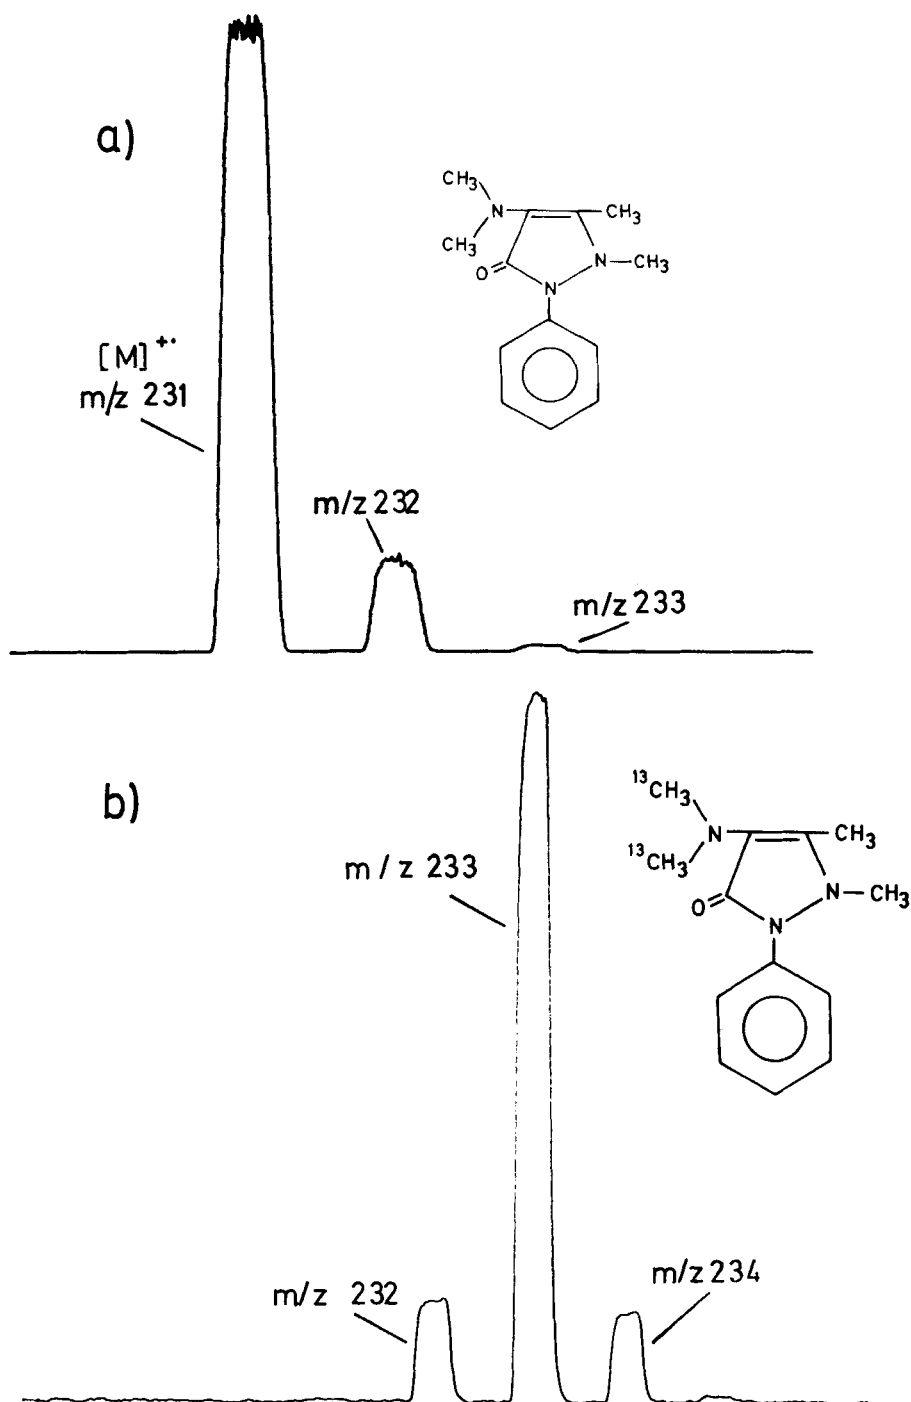 a)
CH₃
N
CH₃
CH₃
O
N
CH₃
N
[M]⁺·
m/z 231
m/z 232
m/z 233
b)
¹³CH₃
N
CH₃
¹³CH₃
m / z 233
O
N
CH₃
N
m/z 232
m/z 234